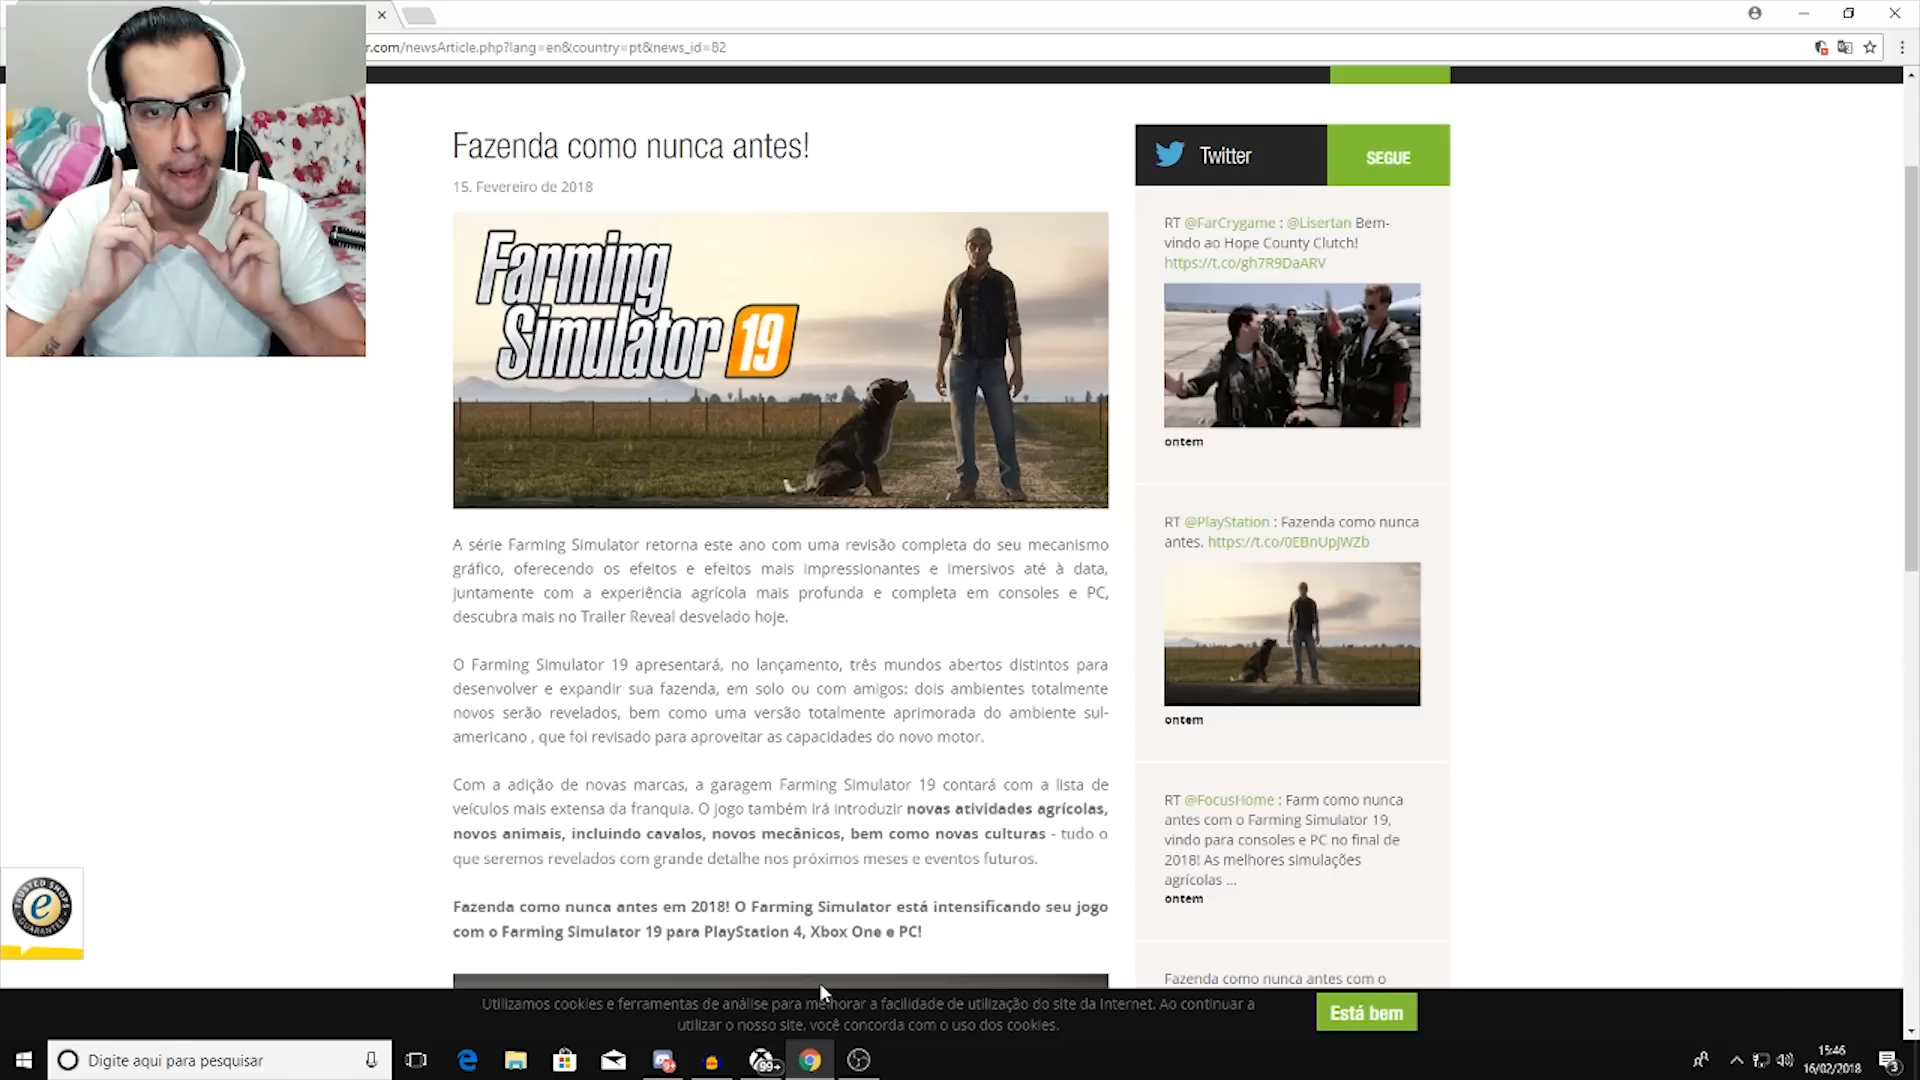 r.com/newsArticle.php?lang=en&country=pt&news_id=82
Fazenda como nunca antes!
15. Fevereiro de 2018
Farming
Simulator 19
A série Farming Simulator retorna este ano com uma revisão completa do seu mecanismo
gráfico, oferecendo os efeitos e efeitos mais impressionantes e imersivos até à data,
juntamente com a experiência agrícola mais profunda e completa em consoles e PC,
descubra mais no Trailer Reveal desvelado hoje.
O Farming Simulator 19 apresentará, no lançamento, três mundos abertos distintos para
desenvolver e expandir sua fazenda, em solo ou com amigos: dois ambientes totalmente
novos serão revelados, bem como uma versão totalmente aprimorada do ambiente sul-
americano , que foi revisado para aproveitar as capacidades do novo motor.
Com a adição de novas marcas, a garagem Farming Simulator 19 contará com a lista de
veículos mais extensa da franquia. O jogo também irá introduzir novas atividades agrícolas,
novos animais, incluindo cavalos, novos mecânicos, bem como novas culturas - tudo o
que seremos revelados com grande detalhe nos próximos meses e eventos futuros.
Fazenda como nunca antes em 2018! O Farming Simulator está intensificando seu jogo
com o Farming Simulator 19 para PlayStation 4, Xbox One e PC!
Twitter
SEGUE
RT @FarCrygame : @Lisertan Bem-
vindo ao Hope County Clutch!
https://t.co/gh7R9DaARV
ontem
RT @PlayStation : Fazenda como nunca
antes. https://t.co/0EBnUpJWZb
ontem
RT @FocusHome : Farm como nunca
antes com o Farming Simulator 19,
vindo para consoles e PC no final de
2018! As melhores simulações
agrícolas ...
ontem
Fazenda como nunca antes com o
TRUSTED SHOPS
e
GUARANTEE
Utilizamos cookies e ferramentas de análise para melhorar a facilidade de utilização do site da Internet. Ao continuar a
utilizar o nosso site, você concorda com o uso dos cookies.
Está bem
Digite aqui para pesquisar
99+
15:46
16/02/2018
3